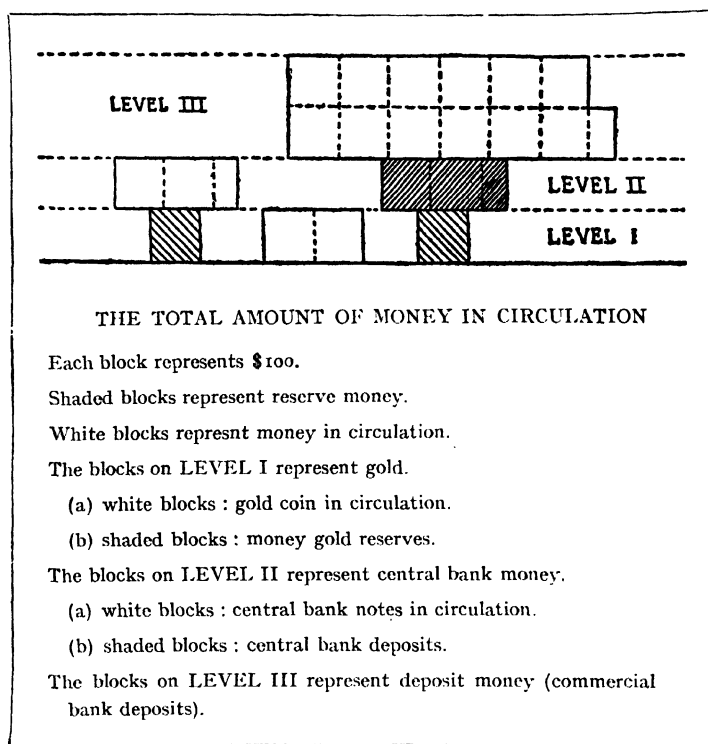 LEVEL III
LEVEL II
LEVEL I
THE TOTAL AMOUNT OF MONEY IN CIRCULATION
Each block represents $100.
Shaded blocks represent reserve money.
White blocks represnt money in circulation.
The blocks on LEVEL I represent gold.
(a) white blocks : gold coin in circulation.
(b) shaded blocks : money gold reserves.
The blocks on LEVEL II represent central bank money.
(a) white blocks : central bank notes in circulation.
(b) shaded blocks : central bank deposits.
The blocks on LEVEL III represent deposit money (commercial
bank deposits).